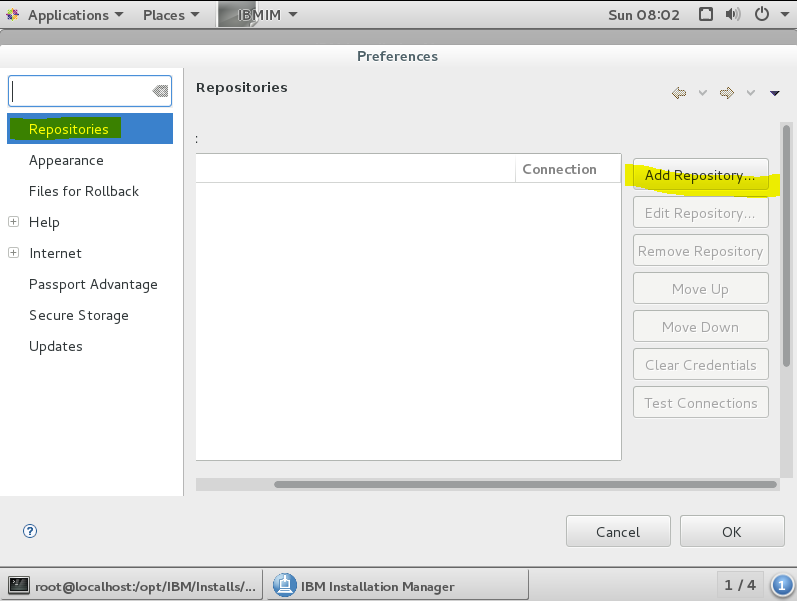 Applications Places IBMIM Sun 08:02
Preferences
Repositories
Repositories
Appearance
Files for Rollback
Help
Internet
Passport Advantage
Secure Storage
Updates
:
Connection
Add Repository...
Edit Repository...
Remove Repository
Move Up
Move Down
Clear Credentials
Test Connections
?
Cancel OK
root@localhost:/opt/IBM/Installs/... IBM Installation Manager 1 / 4 1